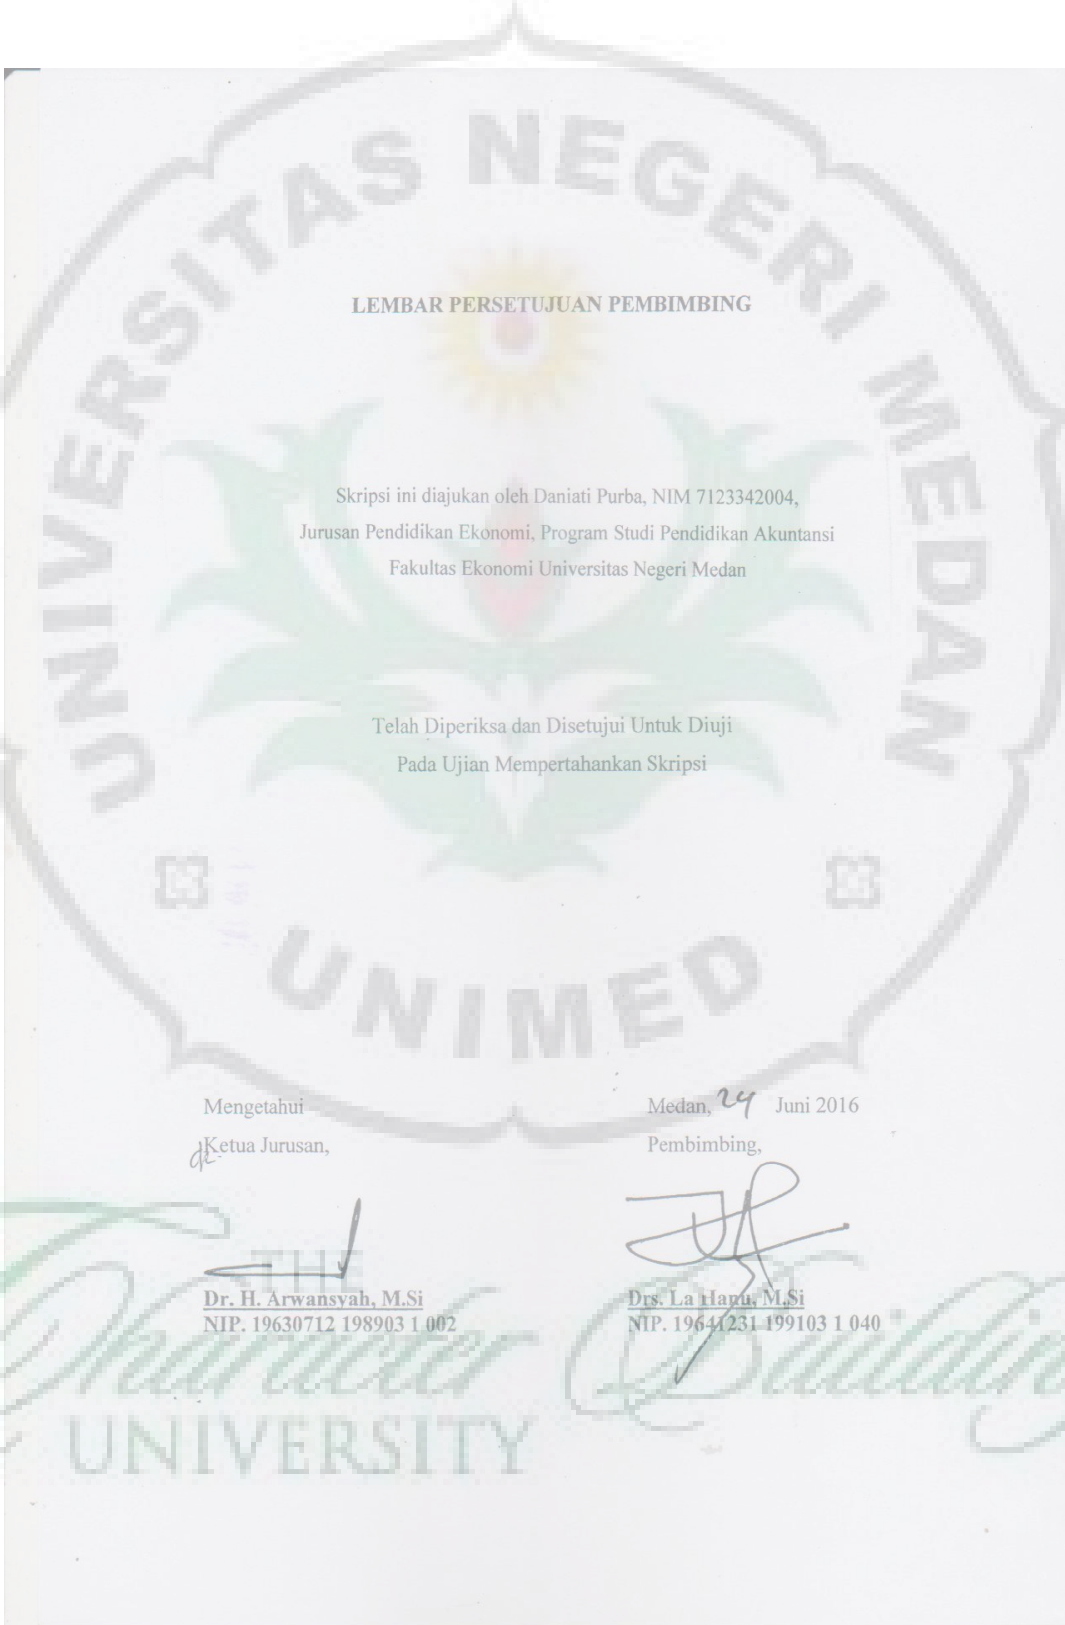 UNIVERSITAS NEGERI MEDAN
LEMBAR PERSETUJUAN PEMBIMBING
Skripsi ini diajukan oleh Daniati Purba, NIM 7123342004,
Jurusan Pendidikan Ekonomi, Program Studi Pendidikan Akuntansi
Fakultas Ekonomi Universitas Negeri Medan
Telah Diperiksa dan Disetujui Untuk Diuji
Pada Ujian Mempertahankan Skripsi
UNIMED
Mengetahui
Ketua Jurusan,
Medan, 24 Juni 2016
Pembimbing,
THE
Dr. H. Arwansyah, M.Si
NIP. 19630712 198903 1 002
Drs. La Hanu, M.Si
NIP. 19641231 199103 1 040
Character Building
UNIVERSITY